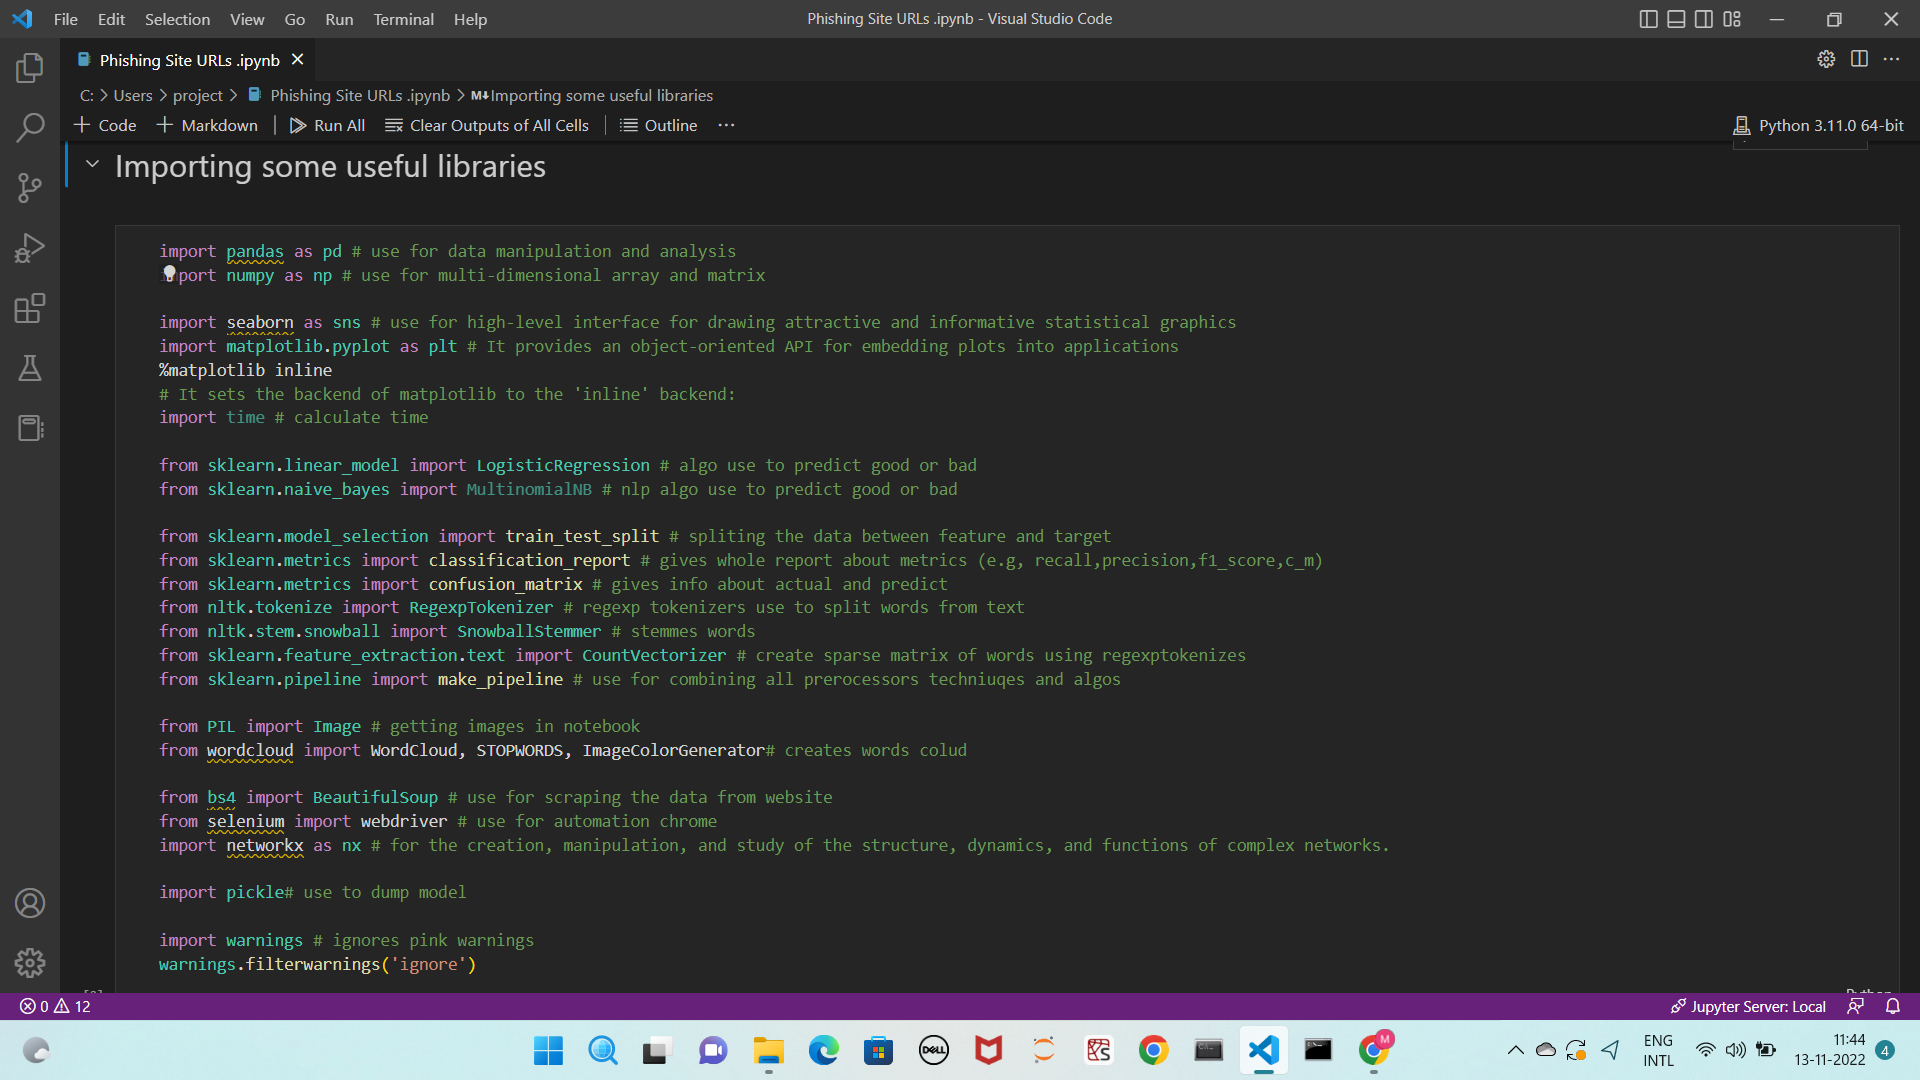 File Edit Selection View Go Run Terminal Help
Phishing Site URLs .ipynb - Visual Studio Code
Phishing Site URLs .ipynb
C: > Users > project > Phishing Site URLs .ipynb > M↓Importing some useful libraries
+ Code + Markdown | Run All Clear Outputs of All Cells | Outline ...
Python 3.11.0 64-bit
Importing some useful libraries
import pandas as pd # use for data manipulation and analysis
import numpy as np # use for multi-dimensional array and matrix
import seaborn as sns # use for high-level interface for drawing attractive and informative statistical graphics
import matplotlib.pyplot as plt # It provides an object-oriented API for embedding plots into applications
%matplotlib inline
# It sets the backend of matplotlib to the 'inline' backend:
import time # calculate time
from sklearn.linear_model import LogisticRegression # algo use to predict good or bad
from sklearn.naive_bayes import MultinomialNB # nlp algo use to predict good or bad
from sklearn.model_selection import train_test_split # spliting the data between feature and target
from sklearn.metrics import classification_report # gives whole report about metrics (e.g, recall,precision,f1_score,c_m)
from sklearn.metrics import confusion_matrix # gives info about actual and predict
from nltk.tokenize import RegexpTokenizer # regexp tokenizers use to split words from text
from nltk.stem.snowball import SnowballStemmer # stemmes words
from sklearn.feature_extraction.text import CountVectorizer # create sparse matrix of words using regexptokenizes
from sklearn.pipeline import make_pipeline # use for combining all prerocessors techniuqes and algos
from PIL import Image # getting images in notebook
from wordcloud import WordCloud, STOPWORDS, ImageColorGenerator# creates words colud
from bs4 import BeautifulSoup # use for scraping the data from website
from selenium import webdriver # use for automation chrome
import networkx as nx # for the creation, manipulation, and study of the structure, dynamics, and functions of complex networks.
import pickle# use to dump model
import warnings # ignores pink warnings
warnings.filterwarnings('ignore')
Python
0 12
Jupyter Server: Local
DELL
M
ENG
INTL
11:44
13-11-2022
4